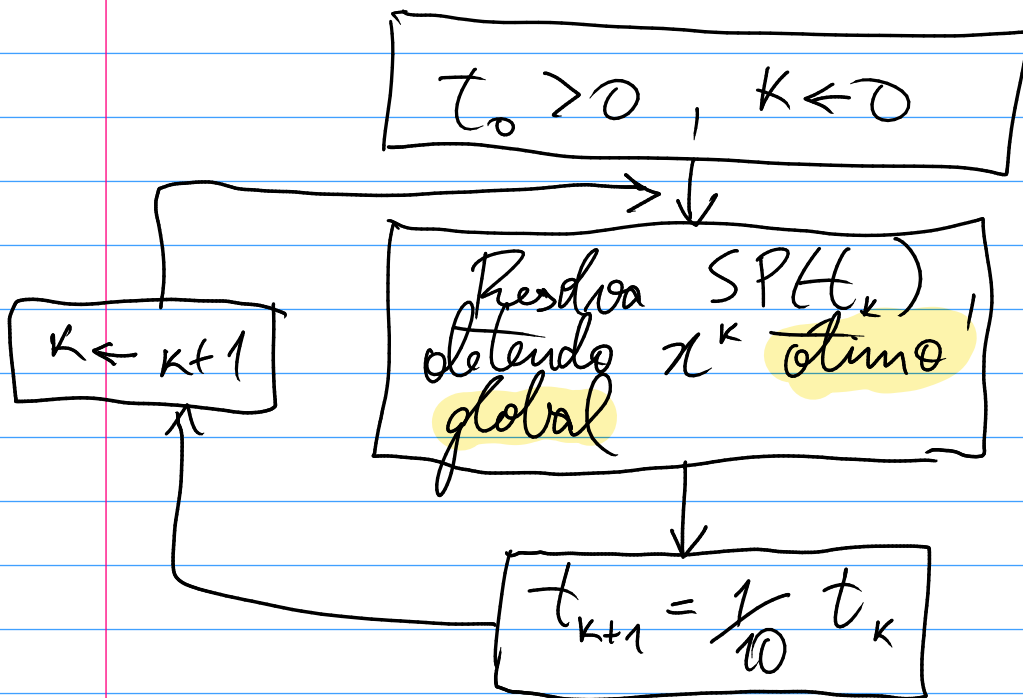 t₀ > 0 , K ← 0
Resolva SP(t_k),
obtendo x^k ótimo
global
K ← K+1
t_{K+1} = 1/10 t_K